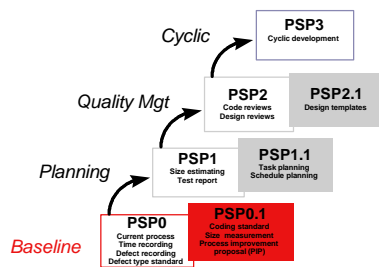 PSP3
Cyclic development
Cyclic
PSP2
Code reviews
Design reviews
PSP2.1
Design templates
Quality Mgt
PSP1
Size estimating
Test report
PSP1.1
Task planning
Schedule planning
Planning
PSP0
Current process
Time recording
Defect recording
Defect type standard
PSP0.1
Coding standard
Size measurement
Process improvement
proposal (PIP)
Baseline